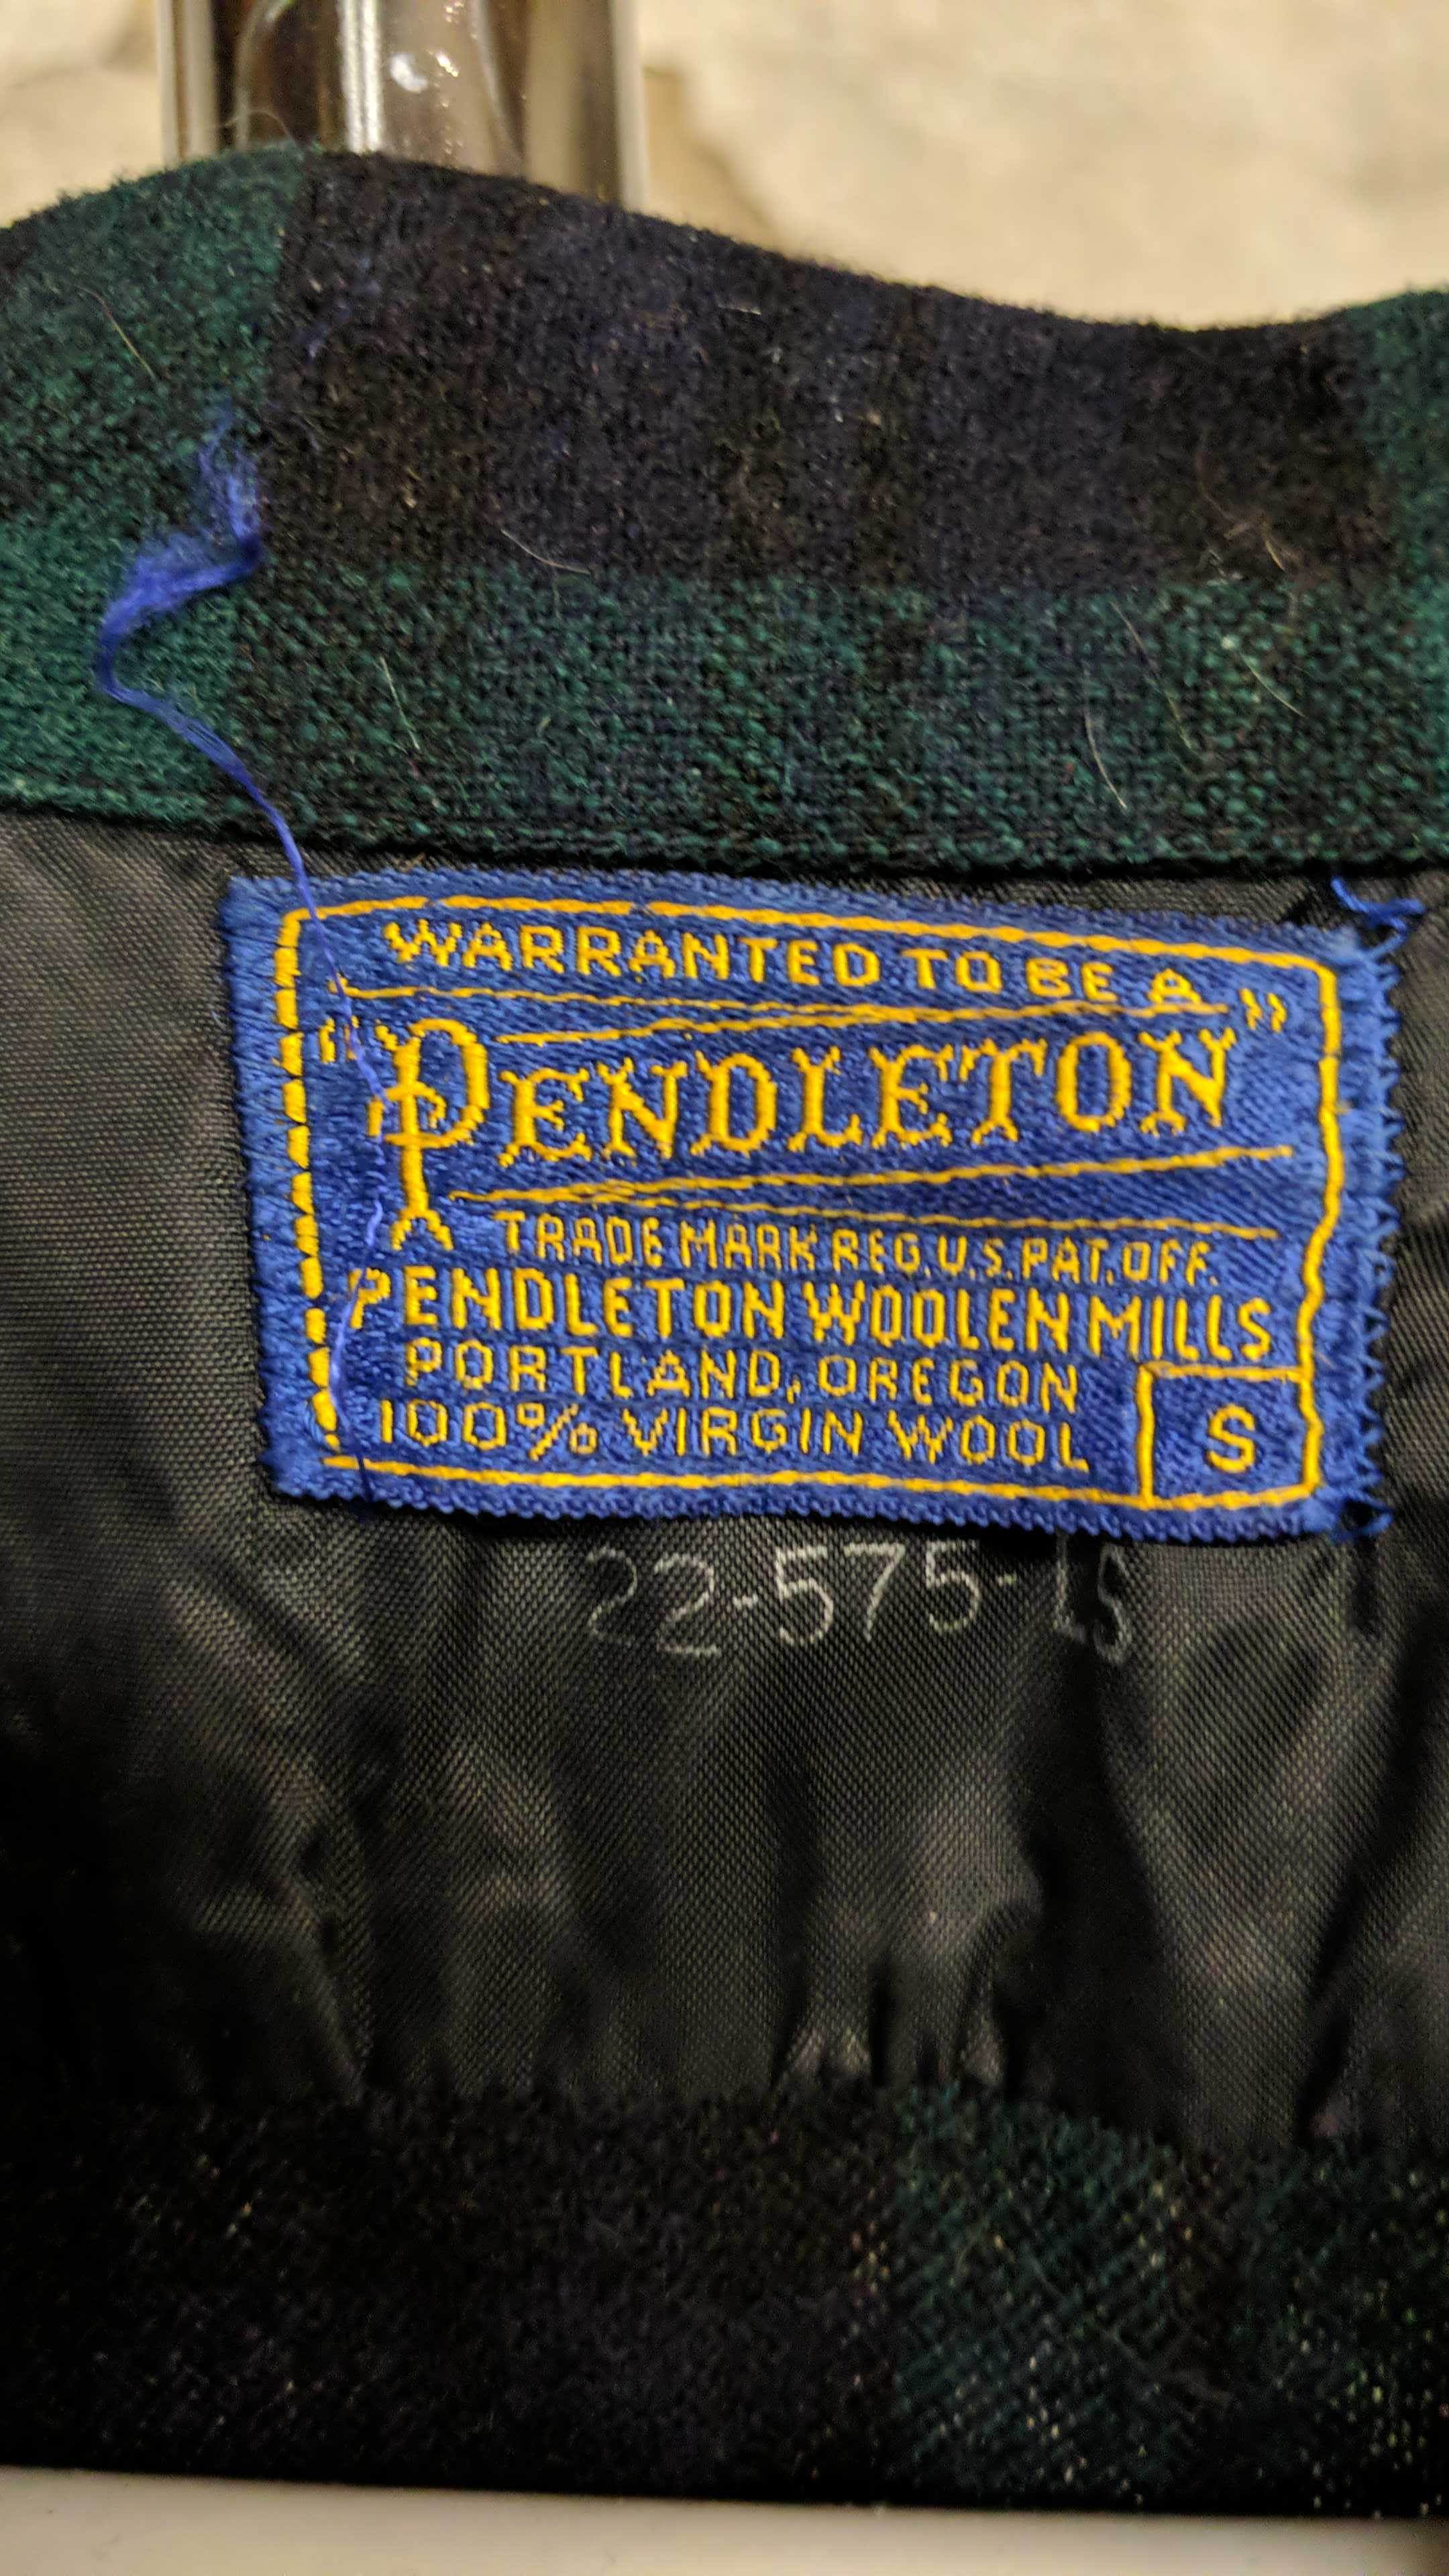 WARRANTED TO BE A
"PENDLETON"
TRADE MARK REG. U.S. PAT. OFF.
PENDLETON WOOLEN MILLS
PORTLAND, OREGON
100% VIRGIN WOOL
S
22-575-LS